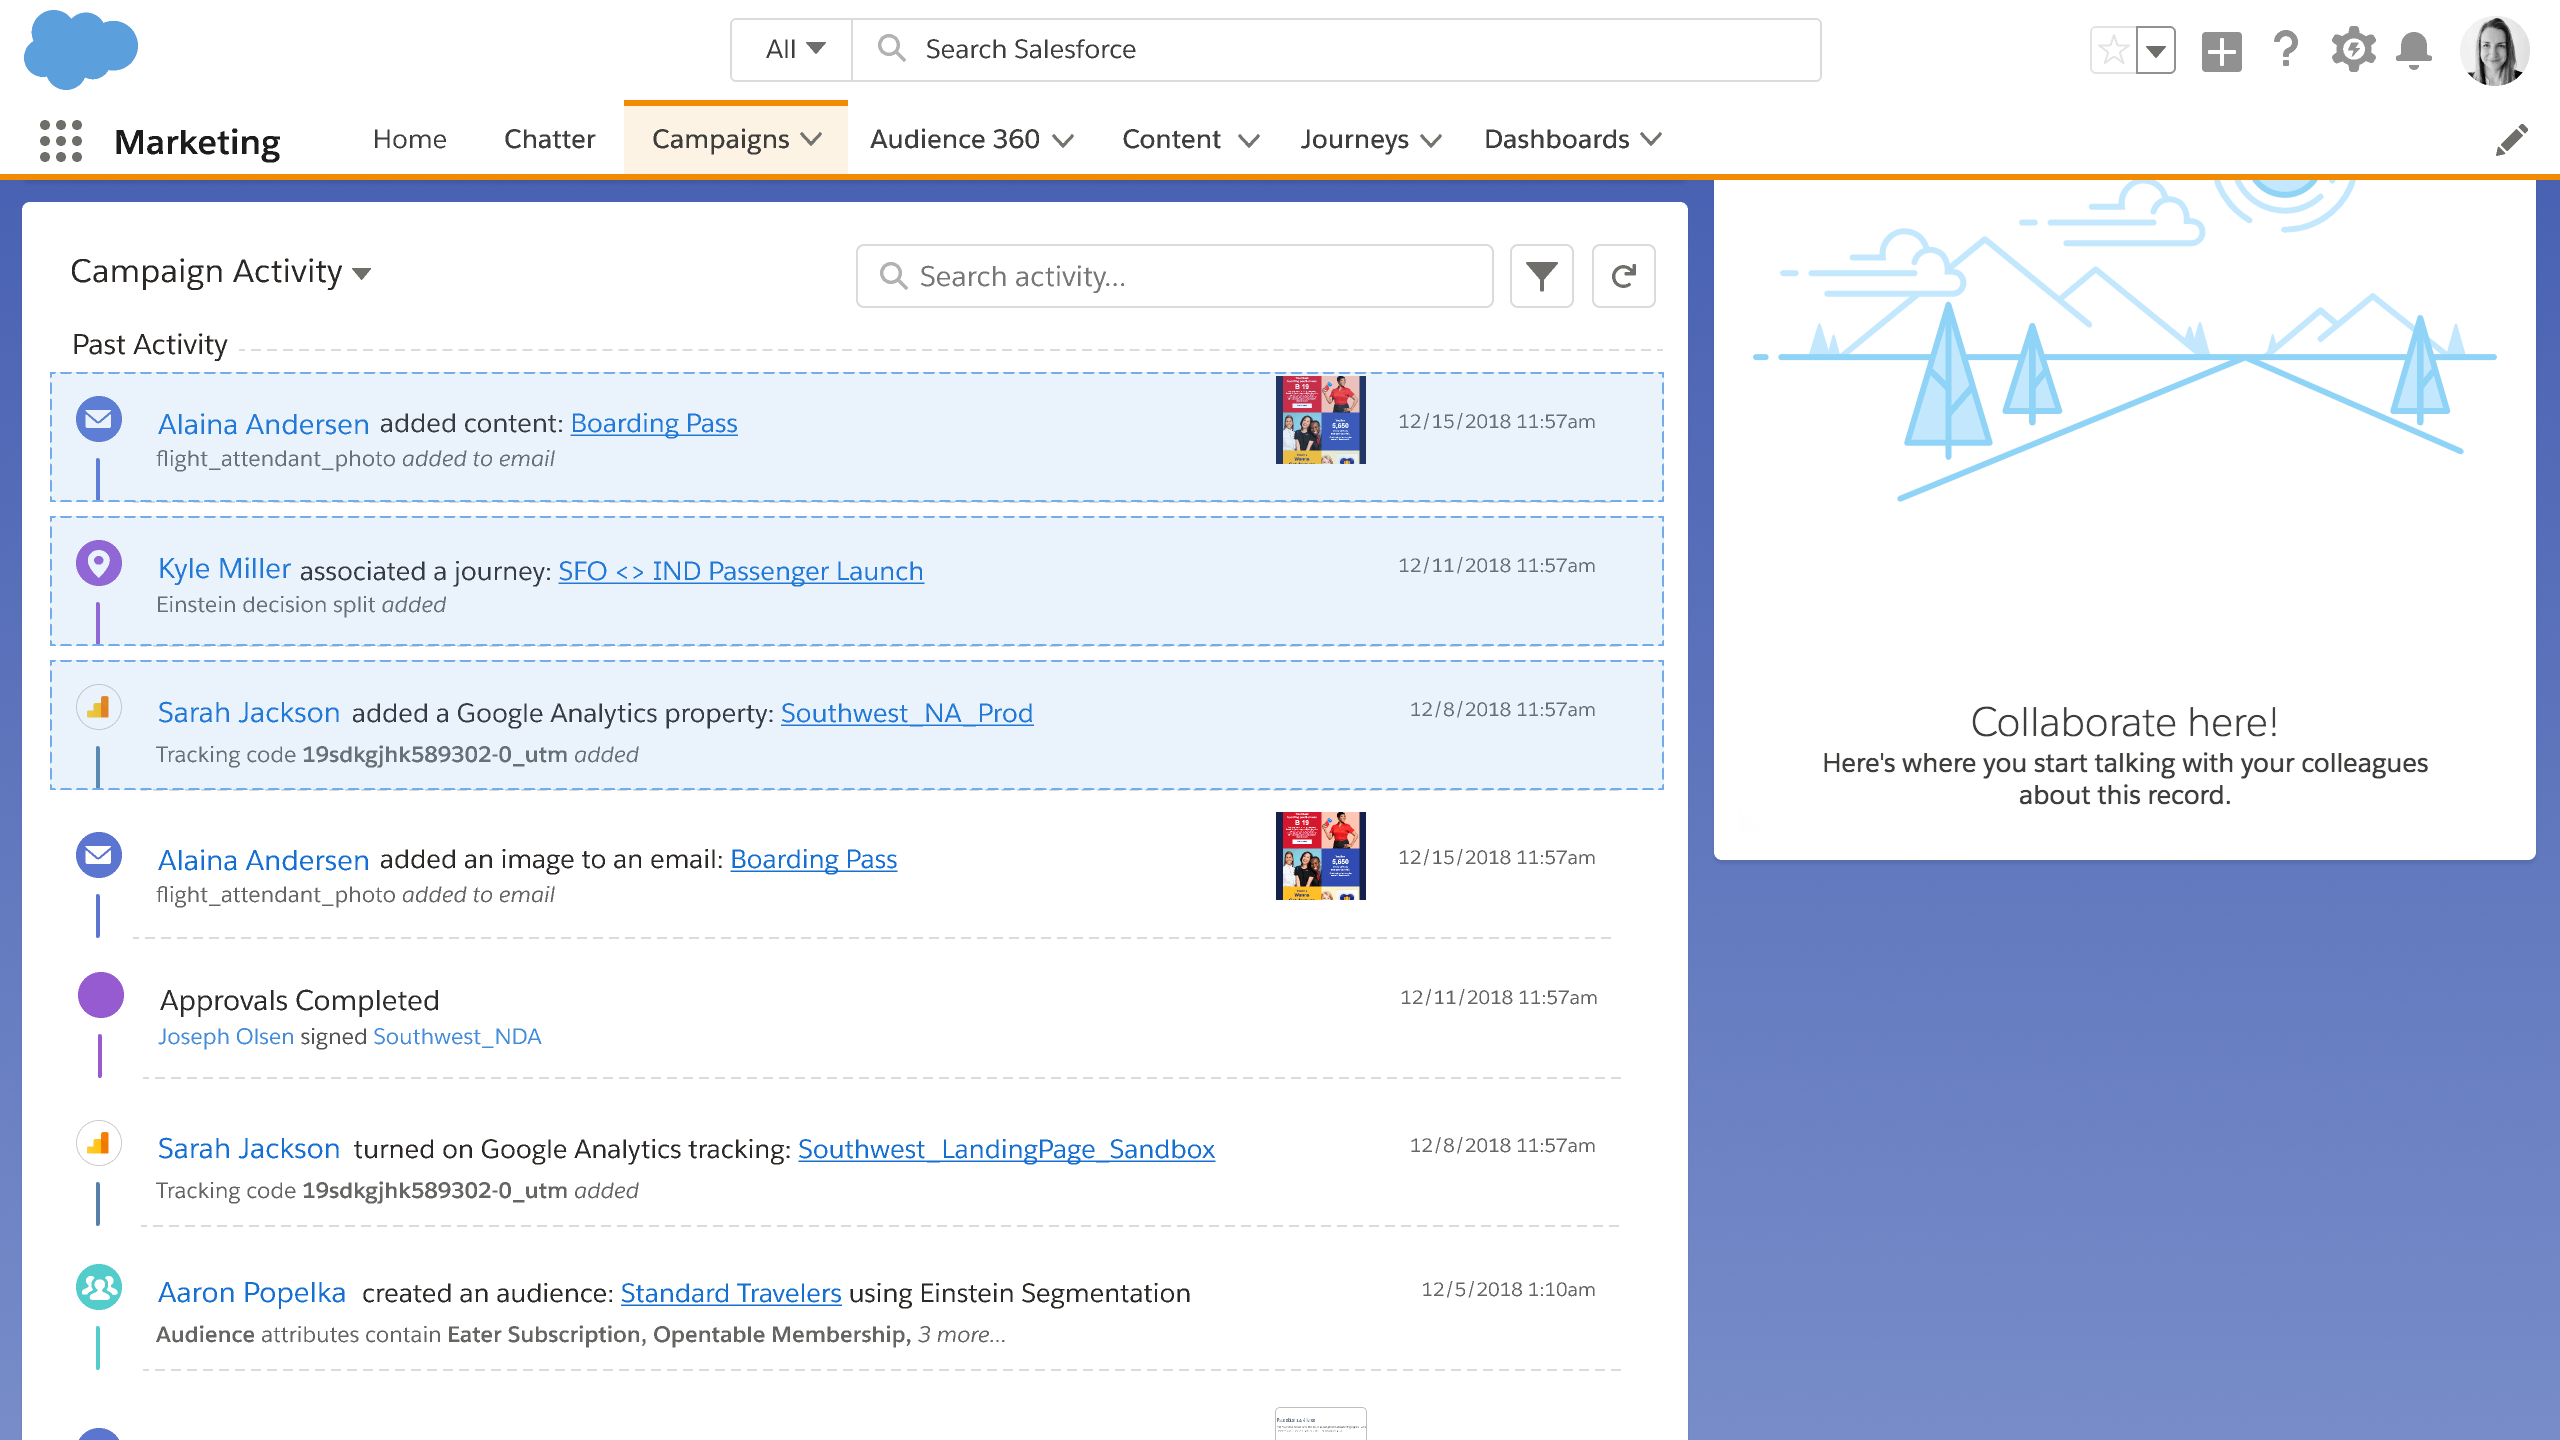 All
Search Salesforce
Marketing
Home
Chatter
Campaigns
Audience 360
Content
Journeys
Dashboards
Campaign Activity
Search activity...
Past Activity
Alaina Andersen added content: Boarding Pass
12/15/2018 11:57am
flight_attendant_photo added to email
B 19
5,650
Kyle Miller associated a journey: SFO <> IND Passenger Launch
12/11/2018 11:57am
Einstein decision split added
Sarah Jackson added a Google Analytics property: Southwest_NA_Prod
12/8/2018 11:57am
Tracking code 19sdkgjhk589302-0_utm added
Alaina Andersen added an image to an email: Boarding Pass
12/15/2018 11:57am
flight_attendant_photo added to email
B 19
5,650
Approvals Completed
12/11/2018 11:57am
Joseph Olsen signed Southwest_NDA
Sarah Jackson turned on Google Analytics tracking: Southwest_LandingPage_Sandbox
12/8/2018 11:57am
Tracking code 19sdkgjhk589302-0_utm added
Aaron Popelka created an audience: Standard Travelers using Einstein Segmentation
12/5/2018 1:10am
Audience attributes contain Eater Subscription, Opentable Membership, 3 more...
Collaborate here!
Here's where you start talking with your colleagues
about this record.